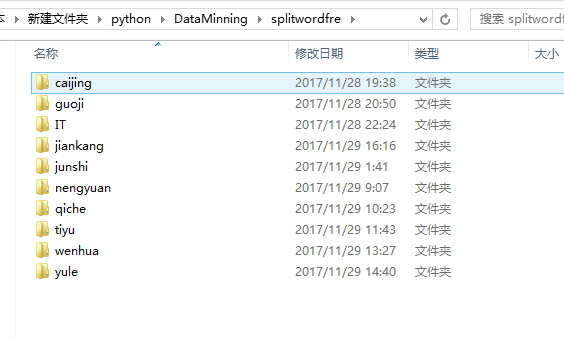 本 › 新建文件夹 › python › DataMinning › splitwordfre
搜索 splitwordf
名称 修改日期 类型 大小
caijing 2017/11/28 19:38 文件夹
guoji 2017/11/28 20:50 文件夹
IT 2017/11/28 22:24 文件夹
jiankang 2017/11/29 16:16 文件夹
junshi 2017/11/29 1:41 文件夹
nengyuan 2017/11/29 9:07 文件夹
qiche 2017/11/29 10:23 文件夹
tiyu 2017/11/29 11:43 文件夹
wenhua 2017/11/29 13:27 文件夹
yule 2017/11/29 14:40 文件夹